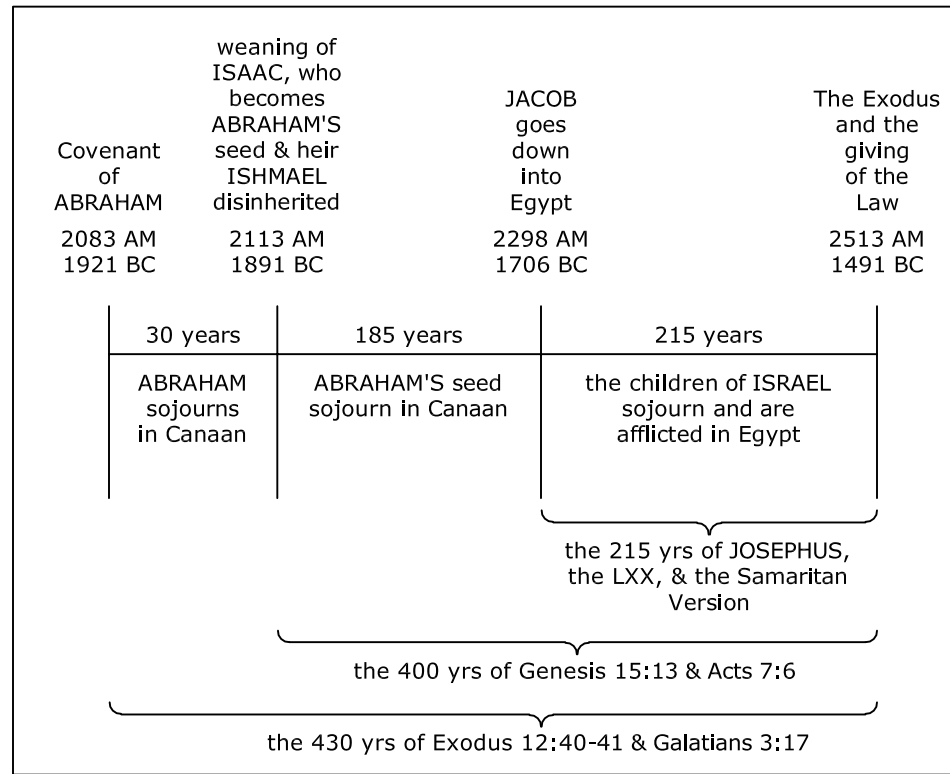 Covenant
of
ABRAHAM
2083 AM
1921 BC
weaning of
ISAAC, who
becomes
ABRAHAM'S
seed & heir
ISHMAEL
disinherited
2113 AM
1891 BC
JACOB
goes
down
into
Egypt
2298 AM
1706 BC
The Exodus
and the
giving
of the
Law
2513 AM
1491 BC
30 years
185 years
215 years
ABRAHAM
sojourns
in Canaan
ABRAHAM'S seed
sojourn in Canaan
the children of ISRAEL
sojourn and are
afflicted in Egypt
the 215 yrs of JOSEPHUS,
the LXX, & the Samaritan
Version
the 400 yrs of Genesis 15:13 & Acts 7:6
the 430 yrs of Exodus 12:40-41 & Galatians 3:17